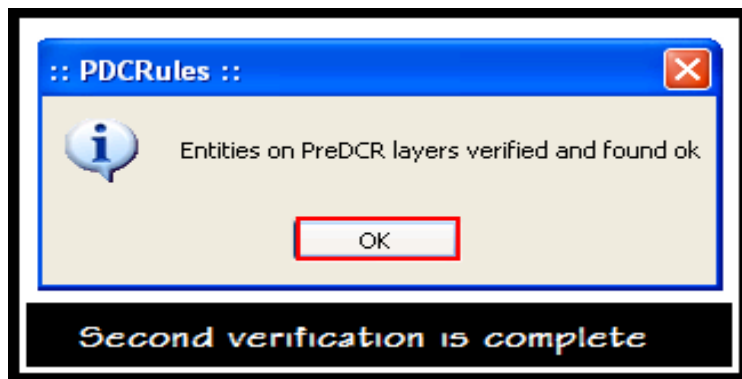 :: PDCRules ::
Entities on PreDCR layers verified and found ok
OK
Second verification is complete